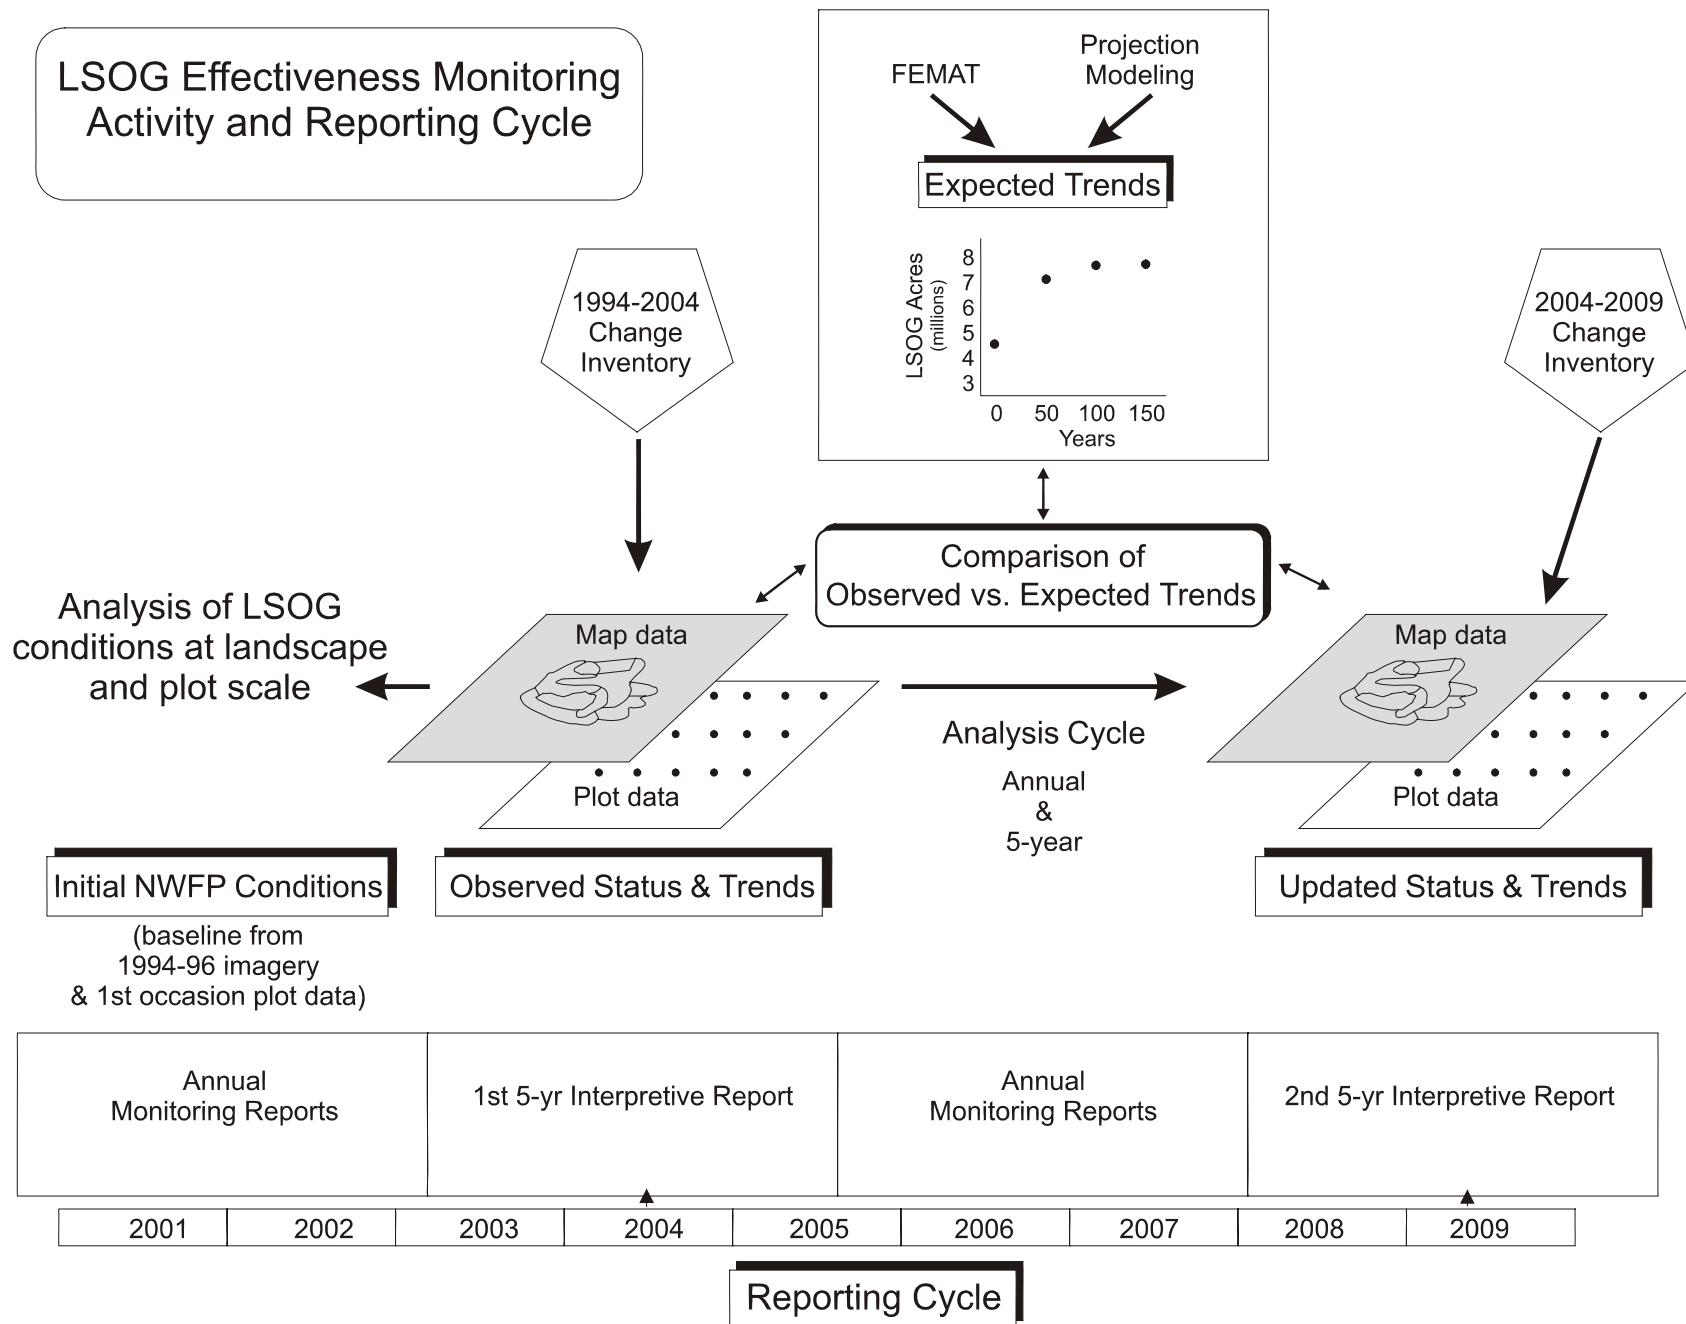 LSOG Effectiveness Monitoring
Activity and Reporting Cycle
FEMAT
Projection
Modeling
Expected Trends
LSOG Acres
(millions)
8
7
6
5
4
3
0 50 100 150
Years
1994-2004
Change
Inventory
2004-2009
Change
Inventory
Comparison of
Observed vs. Expected Trends
Analysis of LSOG
conditions at landscape
and plot scale
Map data
Plot data
Analysis Cycle
Annual
&
5-year
Map data
Plot data
Initial NWFP Conditions
(baseline from
1994-96 imagery
& 1st occasion plot data)
Observed Status & Trends
Updated Status & Trends
Annual
Monitoring Reports
1st 5-yr Interpretive Report
Annual
Monitoring Reports
2nd 5-yr Interpretive Report
2001 2002 2003 2004 2005 2006 2007 2008 2009
Reporting Cycle